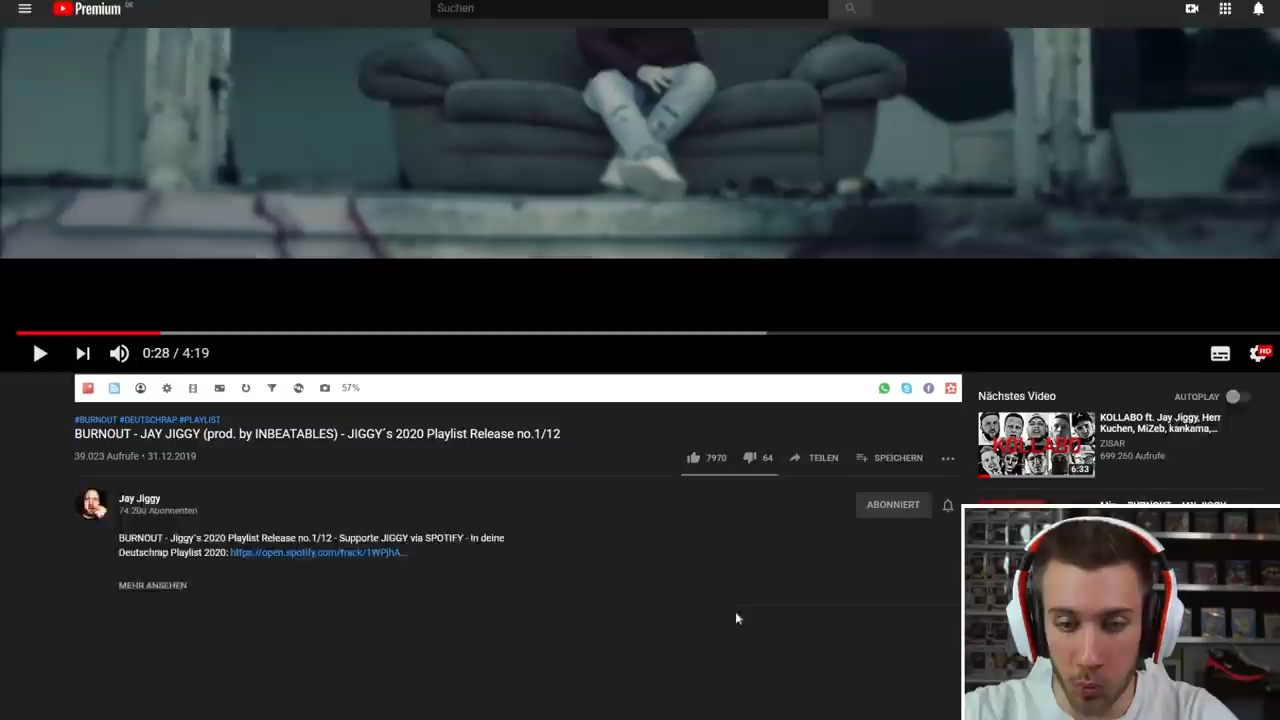 Premium DE
Suchen
0:28 / 4:19
HD
57%
#BURNOUT #DEUTSCHRAP #PLAYLIST
BURNOUT - JAY JIGGY (prod. by INBEATABLES) - JIGGY´s 2020 Playlist Release no.1/12
39.023 Aufrufe • 31.12.2019
7970
64
TEILEN
SPEICHERN
Jay Jiggy
74.200 Abonnenten
ABONNIERT
BURNOUT - Jiggy´s 2020 Playlist Release no.1/12 - Supporte JIGGY via SPOTIFY - In deine
Deutschrap Playlist 2020: https://open.spotify.com/track/1WPjhA...
MEHR ANSEHEN
Nächstes Video
AUTOPLAY
KOLLABO
6:33
KOLLABO ft. Jay Jiggy, Herr
Kuchen, MiZeb, kankama,...
ZISAR
699.260 Aufrufe